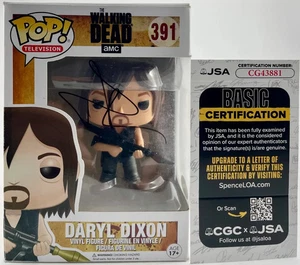 POP!
TELEVISION
THE
WALKING
DEAD
amc
391
DARYL DIXON
VINYL FIGURE / FIGURINE EN VINYLE /
FIGURA DE VINIL
AGES
17+
JSA
CERTIFICATION NUMBER:
CG43881
BASIC
CERTIFICATION
This item has been fully examined
by JSA, and it is the considered
opinion of our expert authenticators
that the signature(s) is/are genuine.
UPGRADE TO A LETTER OF
AUTHENTICITY & VERIFY THIS
CERTIFICATION BY VISITING:
SpenceLOA.com
Or Scan
CGC x JSA
Follow us @jsaloa